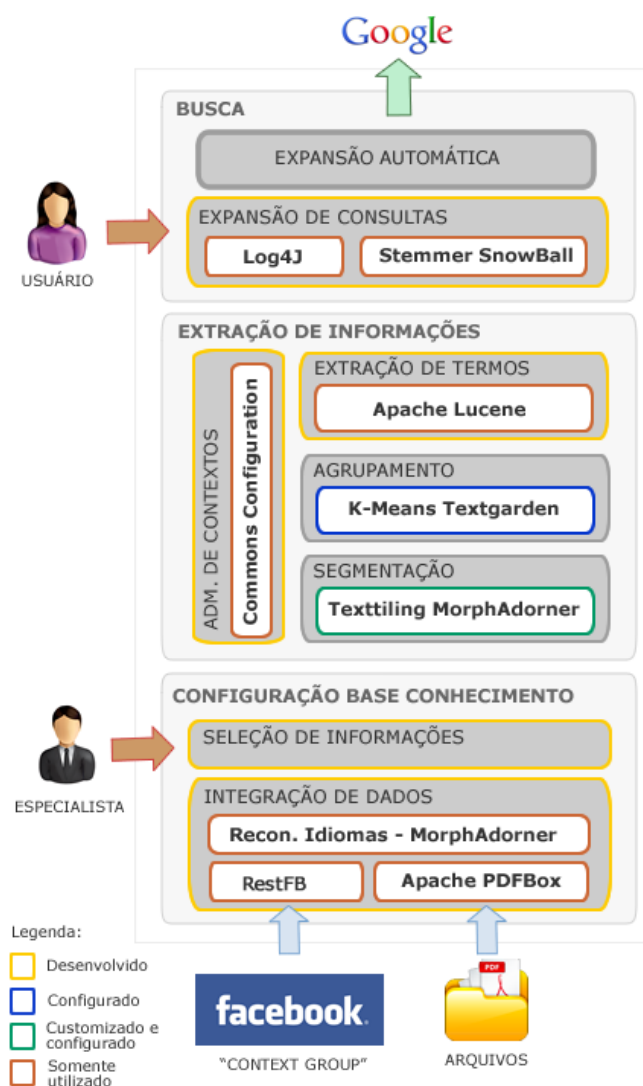 Google
BUSCA
EXPANSÃO AUTOMÁTICA
EXPANSÃO DE CONSULTAS
Log4J
Stemmer SnowBall
USUÁRIO
EXTRAÇÃO DE INFORMAÇÕES
ADM. DE CONTEXTOS
Commons Configuration
EXTRAÇÃO DE TERMOS
Apache Lucene
AGRUPAMENTO
K-Means Textgarden
SEGMENTAÇÃO
Texttiling MorphAdorner
CONFIGURAÇÃO BASE CONHECIMENTO
SELEÇÃO DE INFORMAÇÕES
ESPECIALISTA
INTEGRAÇÃO DE DADOS
Recon. Idiomas - MorphAdorner
RestFB
Apache PDFBox
Legenda:
Desenvolvido
Configurado
Customizado e
configurado
Somente
utilizado
facebook.
"CONTEXT GROUP"
PDF
ARQUIVOS